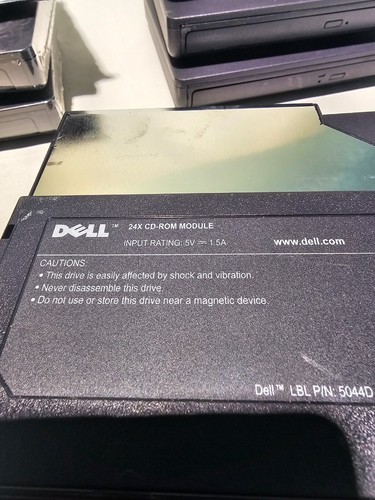 DELL™ 24X CD-ROM MODULE
INPUT RATING: 5V ⎓ 1.5A www.dell.com
CAUTIONS:
• This drive is easily affected by shock and vibration.
• Never disassemble this drive.
• Do not use or store this drive near a magnetic device.
Dell™ LBL P/N: 5044D